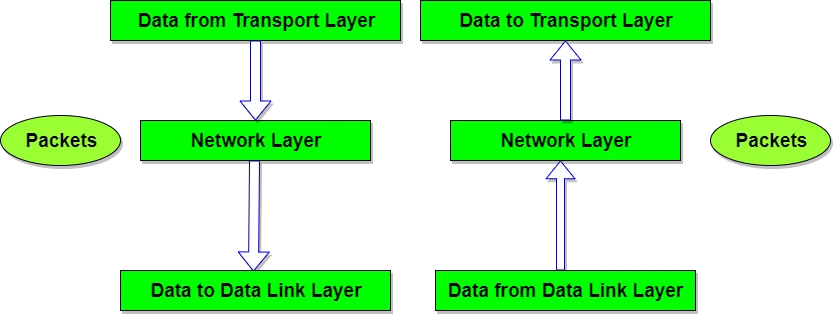 Data from Transport Layer
Data to Transport Layer
Packets
Network Layer
Network Layer
Packets
Data to Data Link Layer
Data from Data Link Layer